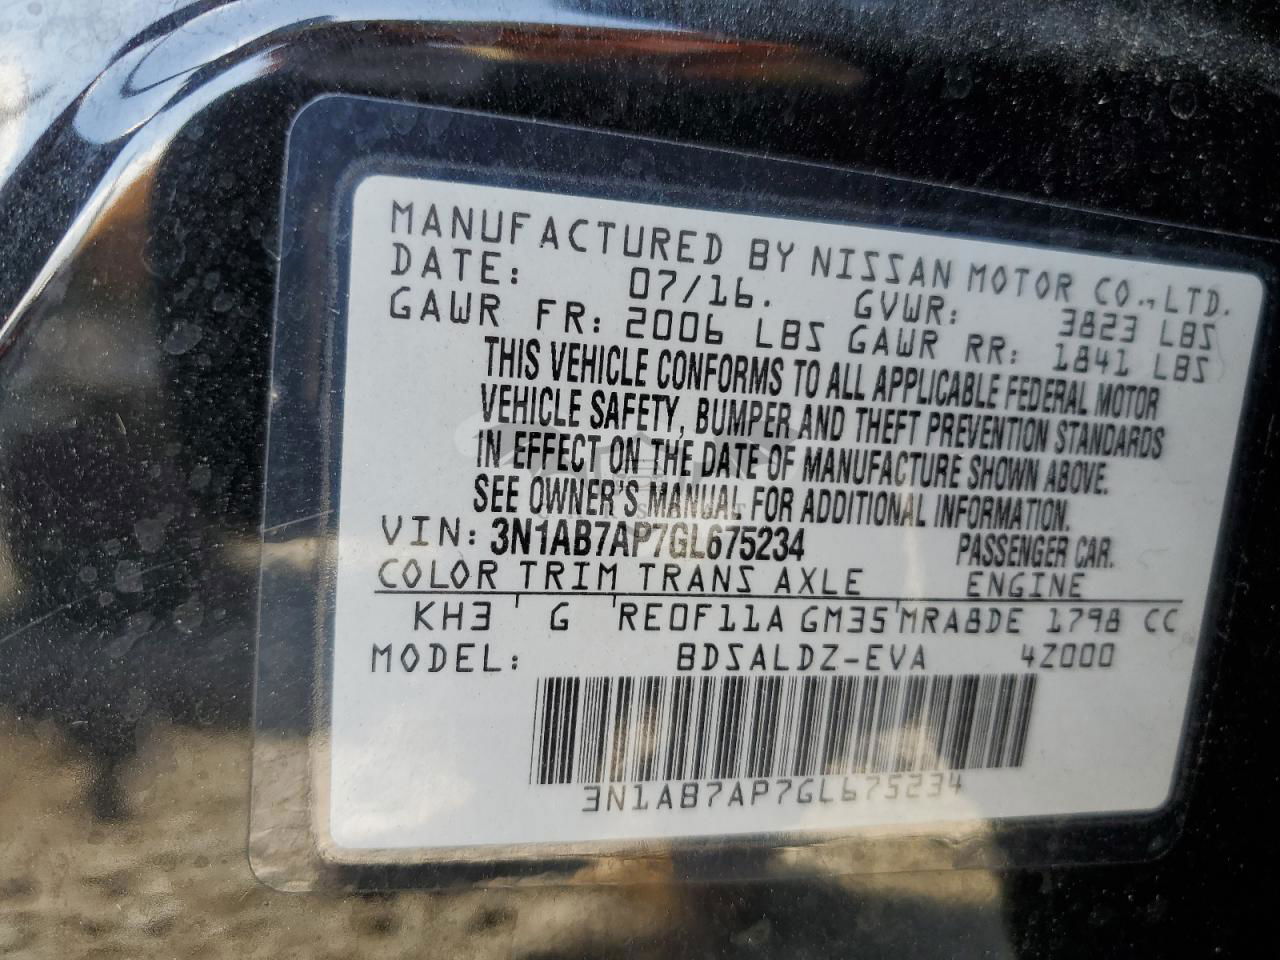 MANUFACTURED BY NISSAN MOTOR CO.,LTD.
DATE: 07/16. GVWR: 3823 LBS
GAWR FR: 2006 LBS GAWR RR: 1841 LBS
THIS VEHICLE CONFORMS TO ALL APPLICABLE FEDERAL MOTOR
VEHICLE SAFETY, BUMPER AND THEFT PREVENTION STANDARDS
IN EFFECT ON THE DATE OF MANUFACTURE SHOWN ABOVE.
SEE OWNER'S MANUAL FOR ADDITIONAL INFORMATION.
VIN: 3N1AB7AP7GL675234 PASSENGER CAR.
COLOR TRIM TRANS AXLE ENGINE
KH3 G RE0F11A GM35 MRA8DE 1798 CC
MODEL: BDSALDZ-EVA 4Z000
3N1AB7AP7GL675234